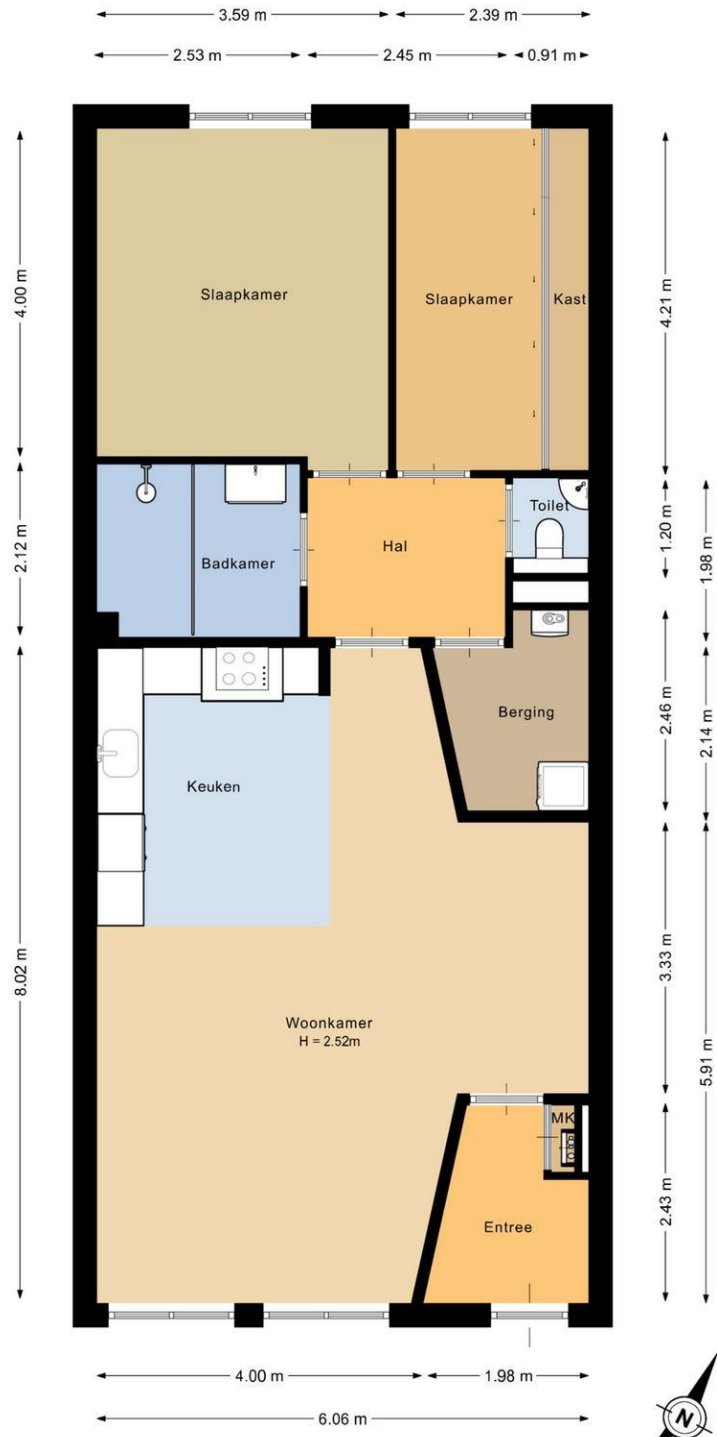 3.59 m 2.39 m
2.53 m 2.45 m 0.91 m
4.00 m
4.21 m
Slaapkamer Slaapkamer Kast
2.12 m
Toilet
1.20 m
1.98 m
Hal
Badkamer
2.46 m
2.14 m
Berging
Keuken
8.02 m
3.33 m
5.91 m
Woonkamer
H = 2.52m
MK
2.43 m
Entree
4.00 m 1.98 m
6.06 m
N